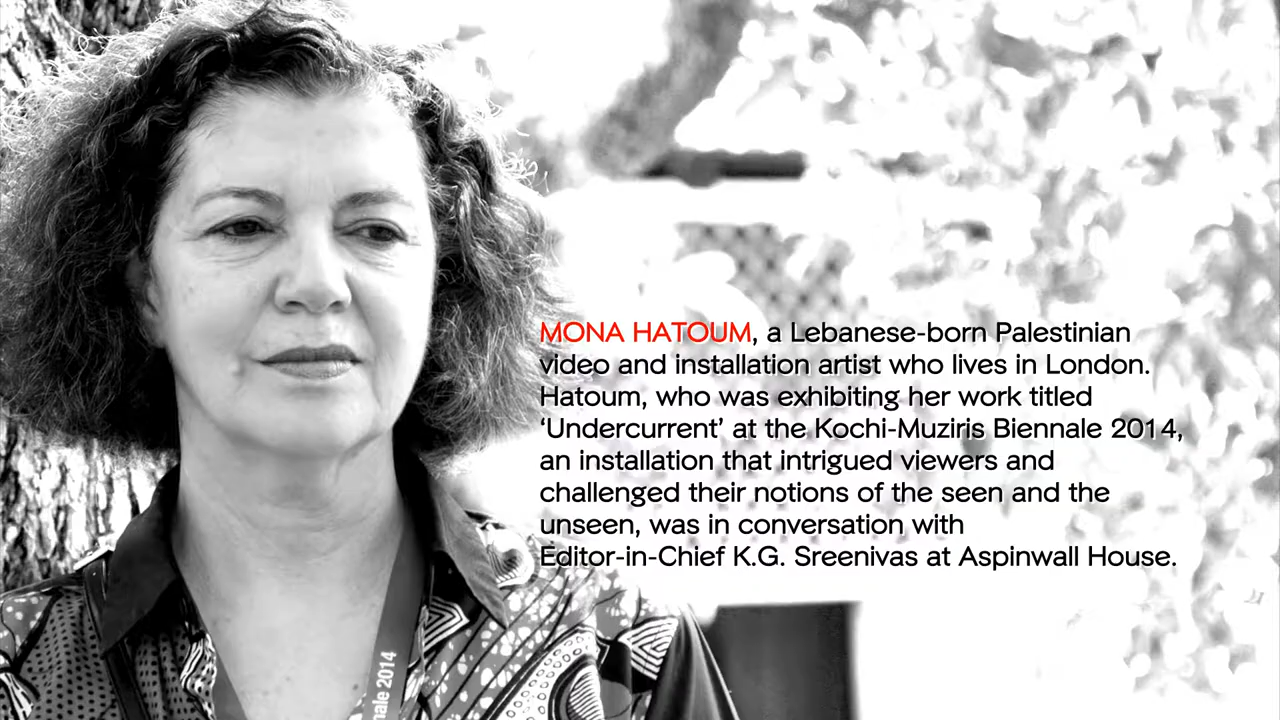 MONA HATOUM, a Lebanese-born Palestinian
video and installation artist who lives in London.
Hatoum, who was exhibiting her work titled
‘Undercurrent’ at the Kochi-Muziris Biennale 2014,
an installation that intrigued viewers and
challenged their notions of the seen and the
unseen, was in conversation with
Editor-in-Chief K.G. Sreenivas at Aspinwall House.
nale 2014